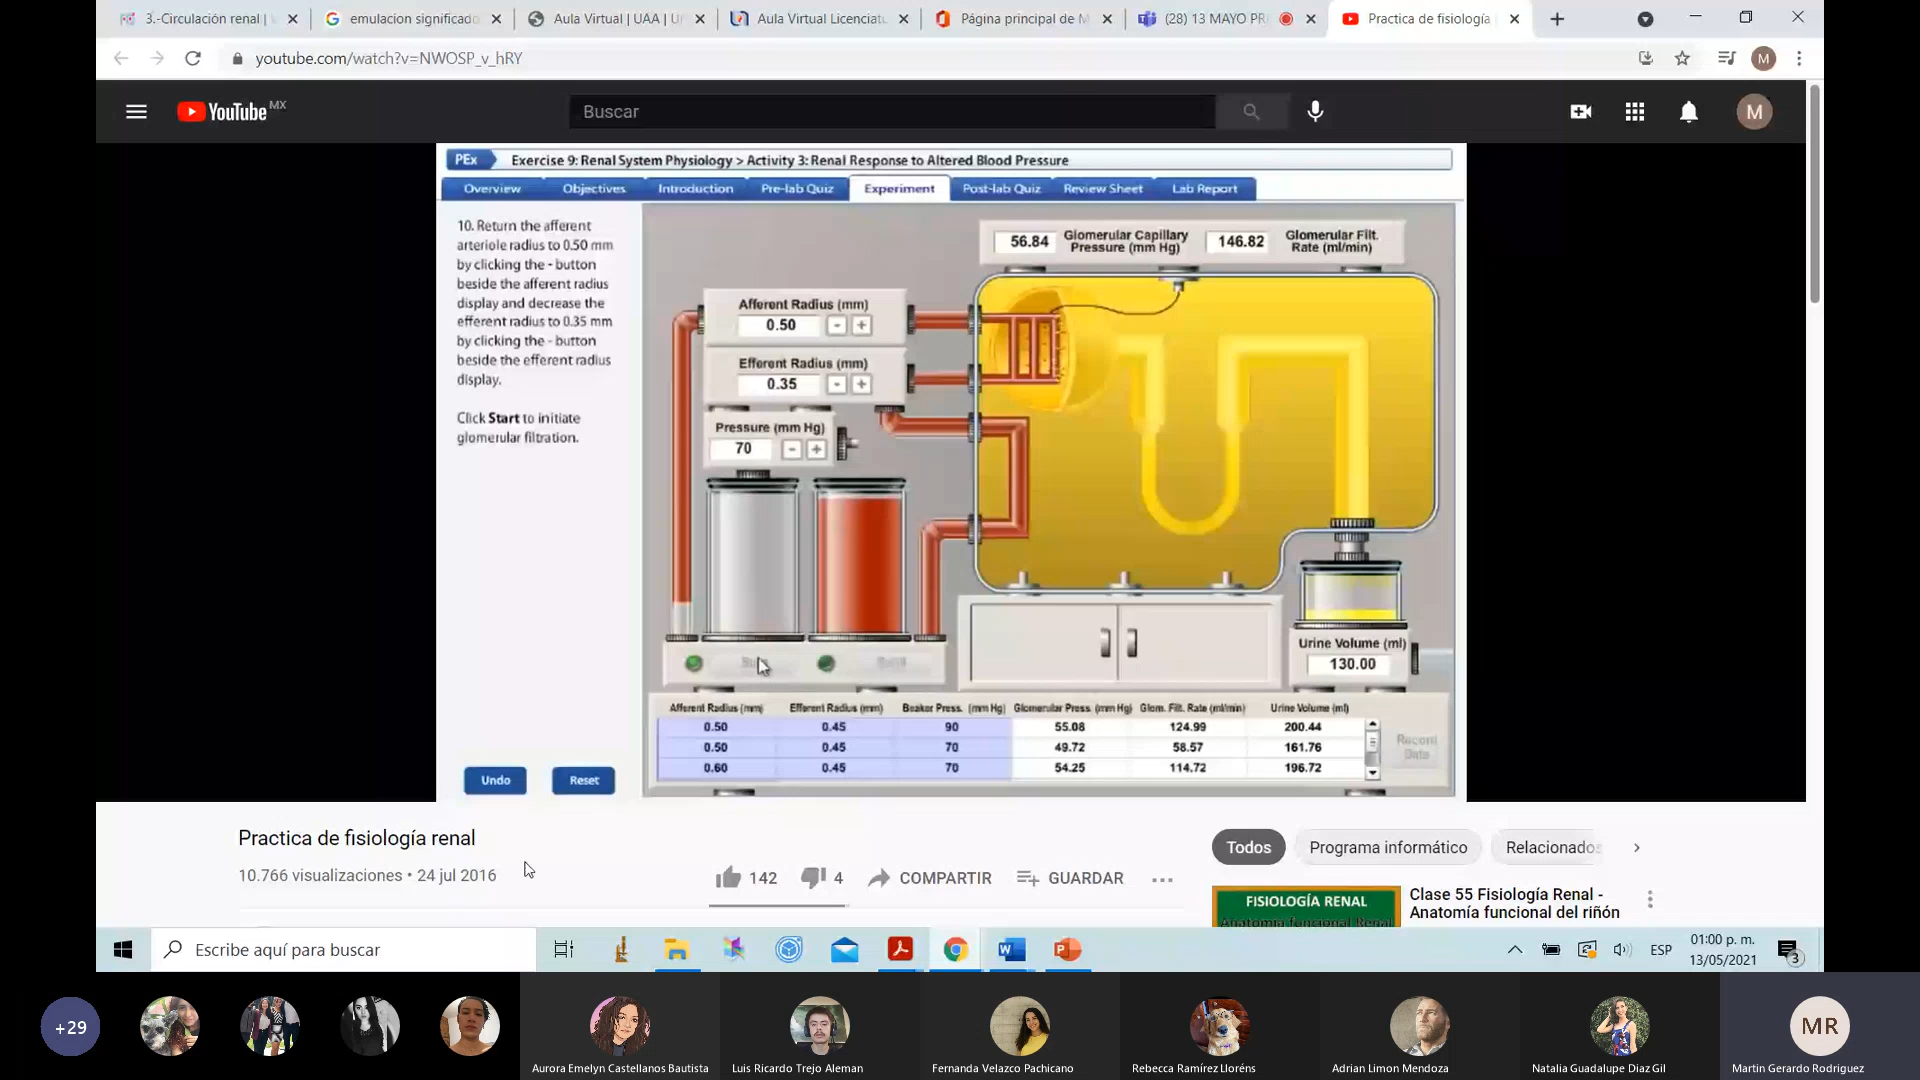 3.-Circulación renal |
emulacion significado
Aula Virtual | UAA | U
Aula Virtual Licenciat
Página principal de M
(28) 13 MAYO PR
Practica de fisiología
youtube.com/watch?v=NWOSP_v_hRY
M
YouTube MX
Buscar
M
PEx Exercise 9: Renal System Physiology > Activity 3: Renal Response to Altered Blood Pressure
Overview Objectives Introduction Pre-lab Quiz Experiment Post-lab Quiz Review Sheet Lab Report
10. Return the afferent
arteriole radius to 0.50 mm
by clicking the - button
beside the afferent radius
display and decrease the
efferent radius to 0.35 mm
by clicking the - button
beside the efferent radius
display.
Click Start to initiate
glomerular filtration.
Undo Reset
56.84 Glomerular Capillary
Pressure (mm Hg)
146.82 Glomerular Filt.
Rate (ml/min)
Afferent Radius (mm)
0.50 - +
Efferent Radius (mm)
0.35 - +
Pressure (mm Hg)
70 - +
Urine Volume (ml)
130.00
Afferent Radius (mm) Efferent Radius (mm) Beaker Press. (mm Hg) Glomerular Press. (mm Hg) Glom. Filt. Rate (ml/min) Urine Volume (ml)
0.50 0.45 90 55.08 124.99 200.44
0.50 0.45 70 49.72 58.57 161.76
0.60 0.45 70 54.25 114.72 196.72
Record
Data
Practica de fisiología renal
10.766 visualizaciones • 24 jul 2016
142 4 COMPARTIR GUARDAR ...
Todos Programa informático Relacionados
FISIOLOGÍA RENAL
Anatomía funcional Renal
Clase 55 Fisiología Renal -
Anatomía funcional del riñón
Escribe aquí para buscar
ESP
01:00 p. m.
13/05/2021
3
+29
MR
Aurora Emelyn Castellanos Bautista
Luis Ricardo Trejo Aleman
Fernanda Velazco Pachicano
Rebecca Ramírez Lloréns
Adrian Limon Mendoza
Natalia Guadalupe Diaz Gil
Martin Gerardo Rodriguez